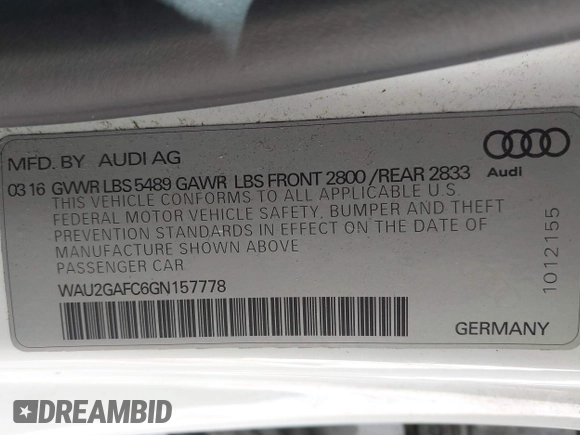 MFD. BY AUDI AG
03 16 GVWR LBS 5489 GAWR LBS FRONT 2800 / REAR 2833
THIS VEHICLE CONFORMS TO ALL APPLICABLE U.S.
FEDERAL MOTOR VEHICLE SAFETY, BUMPER AND THEFT
PREVENTION STANDARDS IN EFFECT ON THE DATE OF
MANUFACTURE SHOWN ABOVE
PASSENGER CAR
WAU2GAFC6GN157778
Audi
1012155
GERMANY
DREAMBID